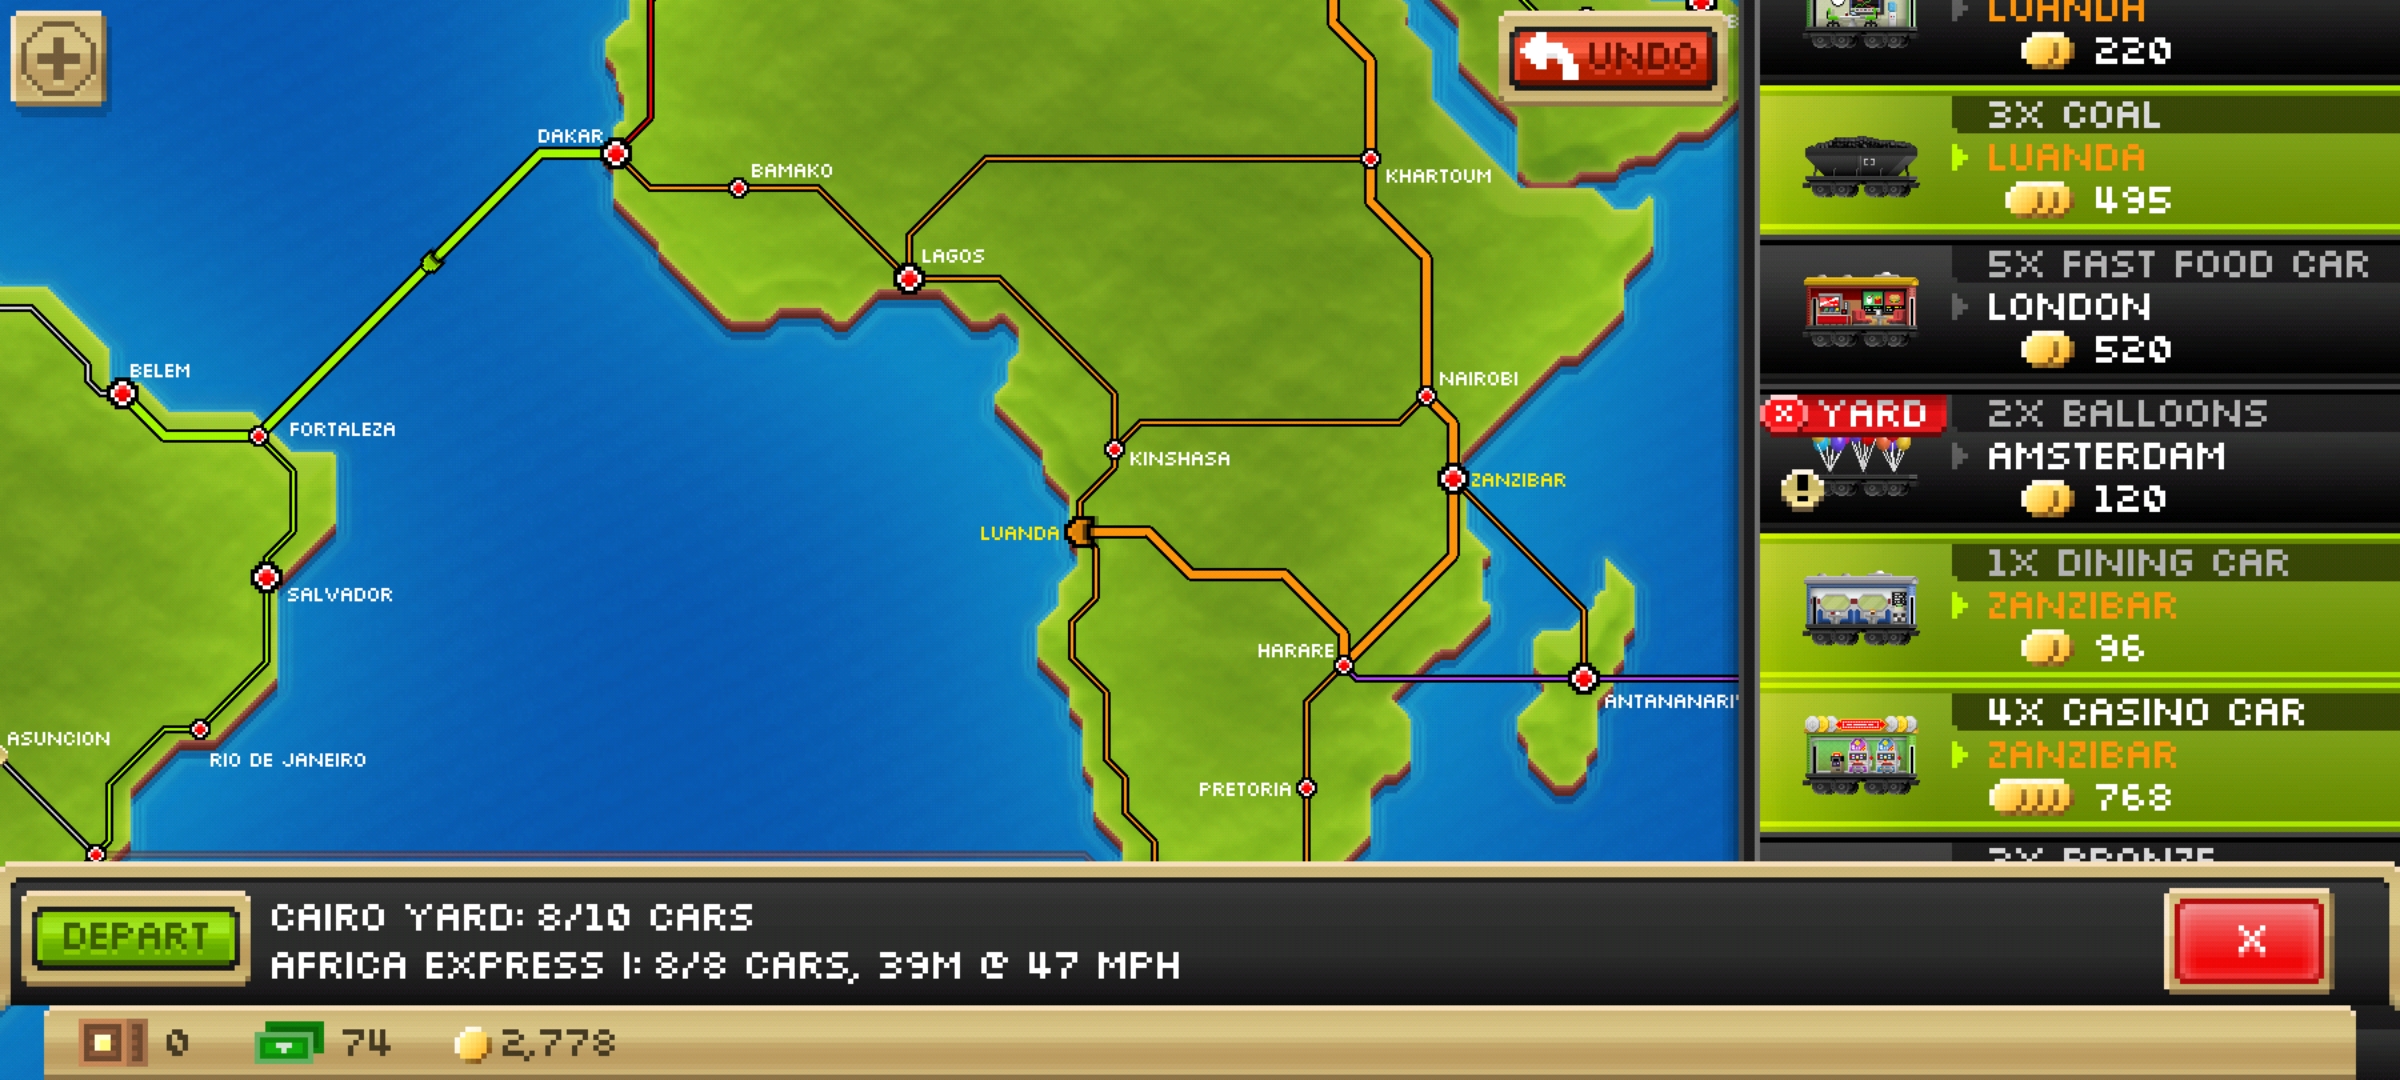 UNDO
DAKAR
BAMAKO
KHARTOUM
LAGOS
BELEM
FORTALEZA
NAIROBI
KINSHASA
ZANZIBAR
LUANDA
SALVADOR
HARARE
ANTANANARI
ASUNCION
RIO DE JANEIRO
PRETORIA
LUANDA
220
3X COAL
LUANDA
495
5X FAST FOOD CAR
LONDON
520
YARD
2X BALLOONS
AMSTERDAM
120
1X DINING CAR
ZANZIBAR
96
4X CASINO CAR
ZANZIBAR
768
DEPART
CAIRO YARD: 8/10 CARS
AFRICA EXPRESS I: 8/8 CARS, 39M @ 47 MPH
X
0
74
2,778